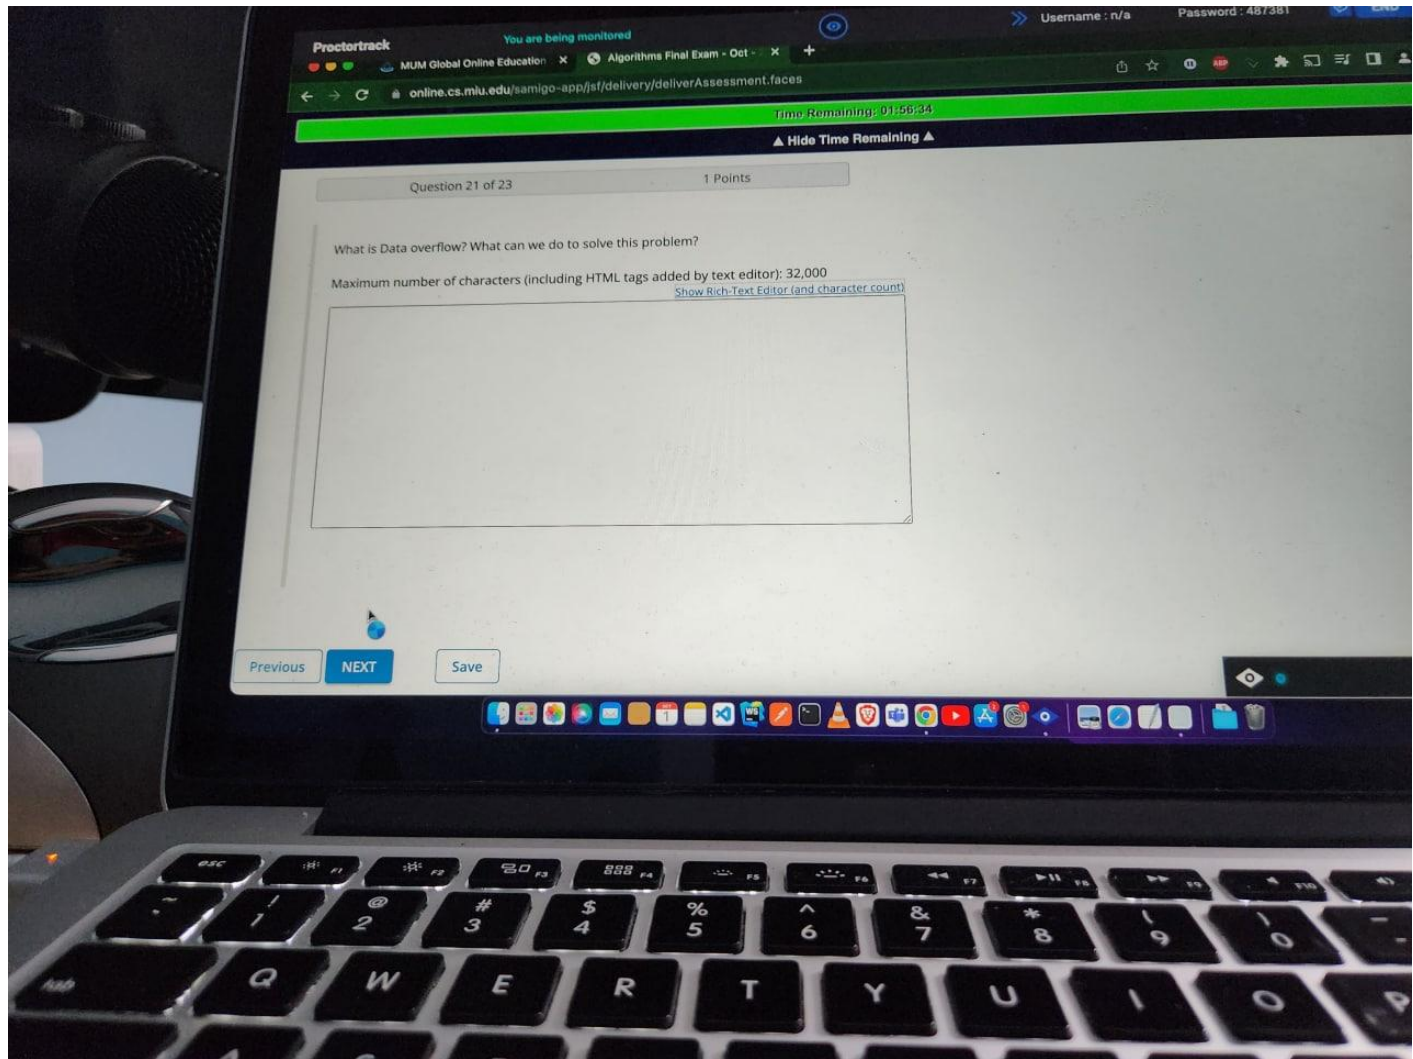 Proctortrack
You are being monitored
Username : n/a
Password : 487381
END
MUM Global Online Education
Algorithms Final Exam - Oct -
online.cs.miu.edu/samigo-app/jsf/delivery/deliverAssessment.faces
ABP
Time Remaining: 01:56:34
▲ Hide Time Remaining ▲
Question 21 of 23
1 Points
What is Data overflow? What can we do to solve this problem?
Maximum number of characters (including HTML tags added by text editor): 32,000
Show Rich-Text Editor (and character count)
Previous
NEXT
Save
WS
esc
F1
F2
F3
F4
F5
F6
F7
F8
F9
F10
~
! 1
@ 2
# 3
$ 4
% 5
^ 6
& 7
* 8
( 9
) 0
tab
Q
W
E
R
T
Y
U
I
O
P